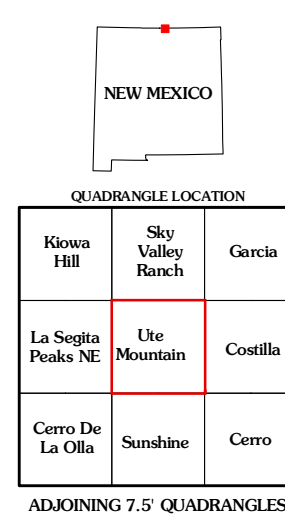 NEW MEXICO
QUADRANGLE LOCATION
Kiowa
Hill
Sky
Valley
Ranch
Garcia
La Segita
Peaks NE
Ute
Mountain
Costilla
Cerro De
La Olla
Sunshine
Cerro
ADJOINING 7.5' QUADRANGLES